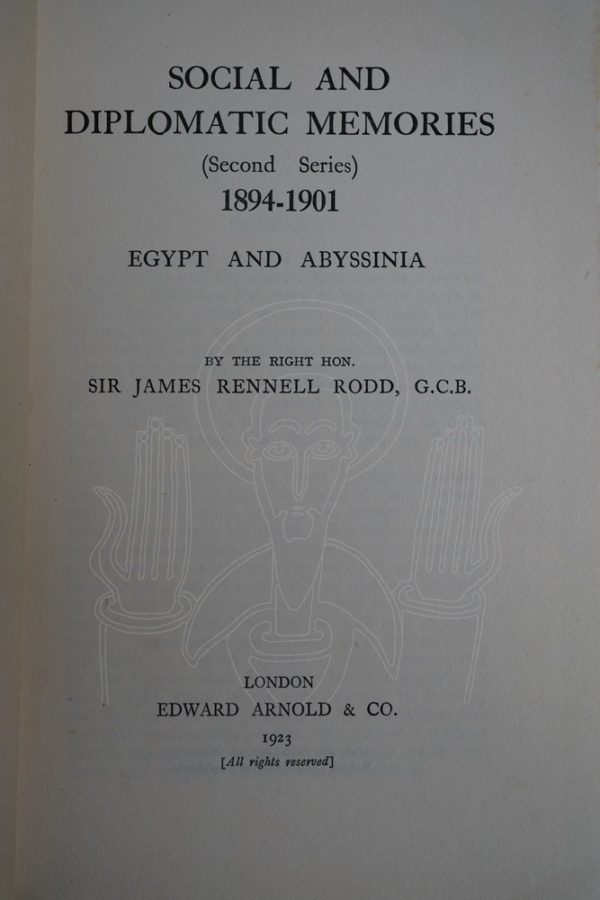 SOCIAL AND
DIPLOMATIC MEMORIES
(Second Series)
1894-1901
EGYPT AND ABYSSINIA
BY THE RIGHT HON.
SIR JAMES RENNELL RODD, G.C.B.
LONDON
EDWARD ARNOLD & CO.
1923
[All rights reserved]